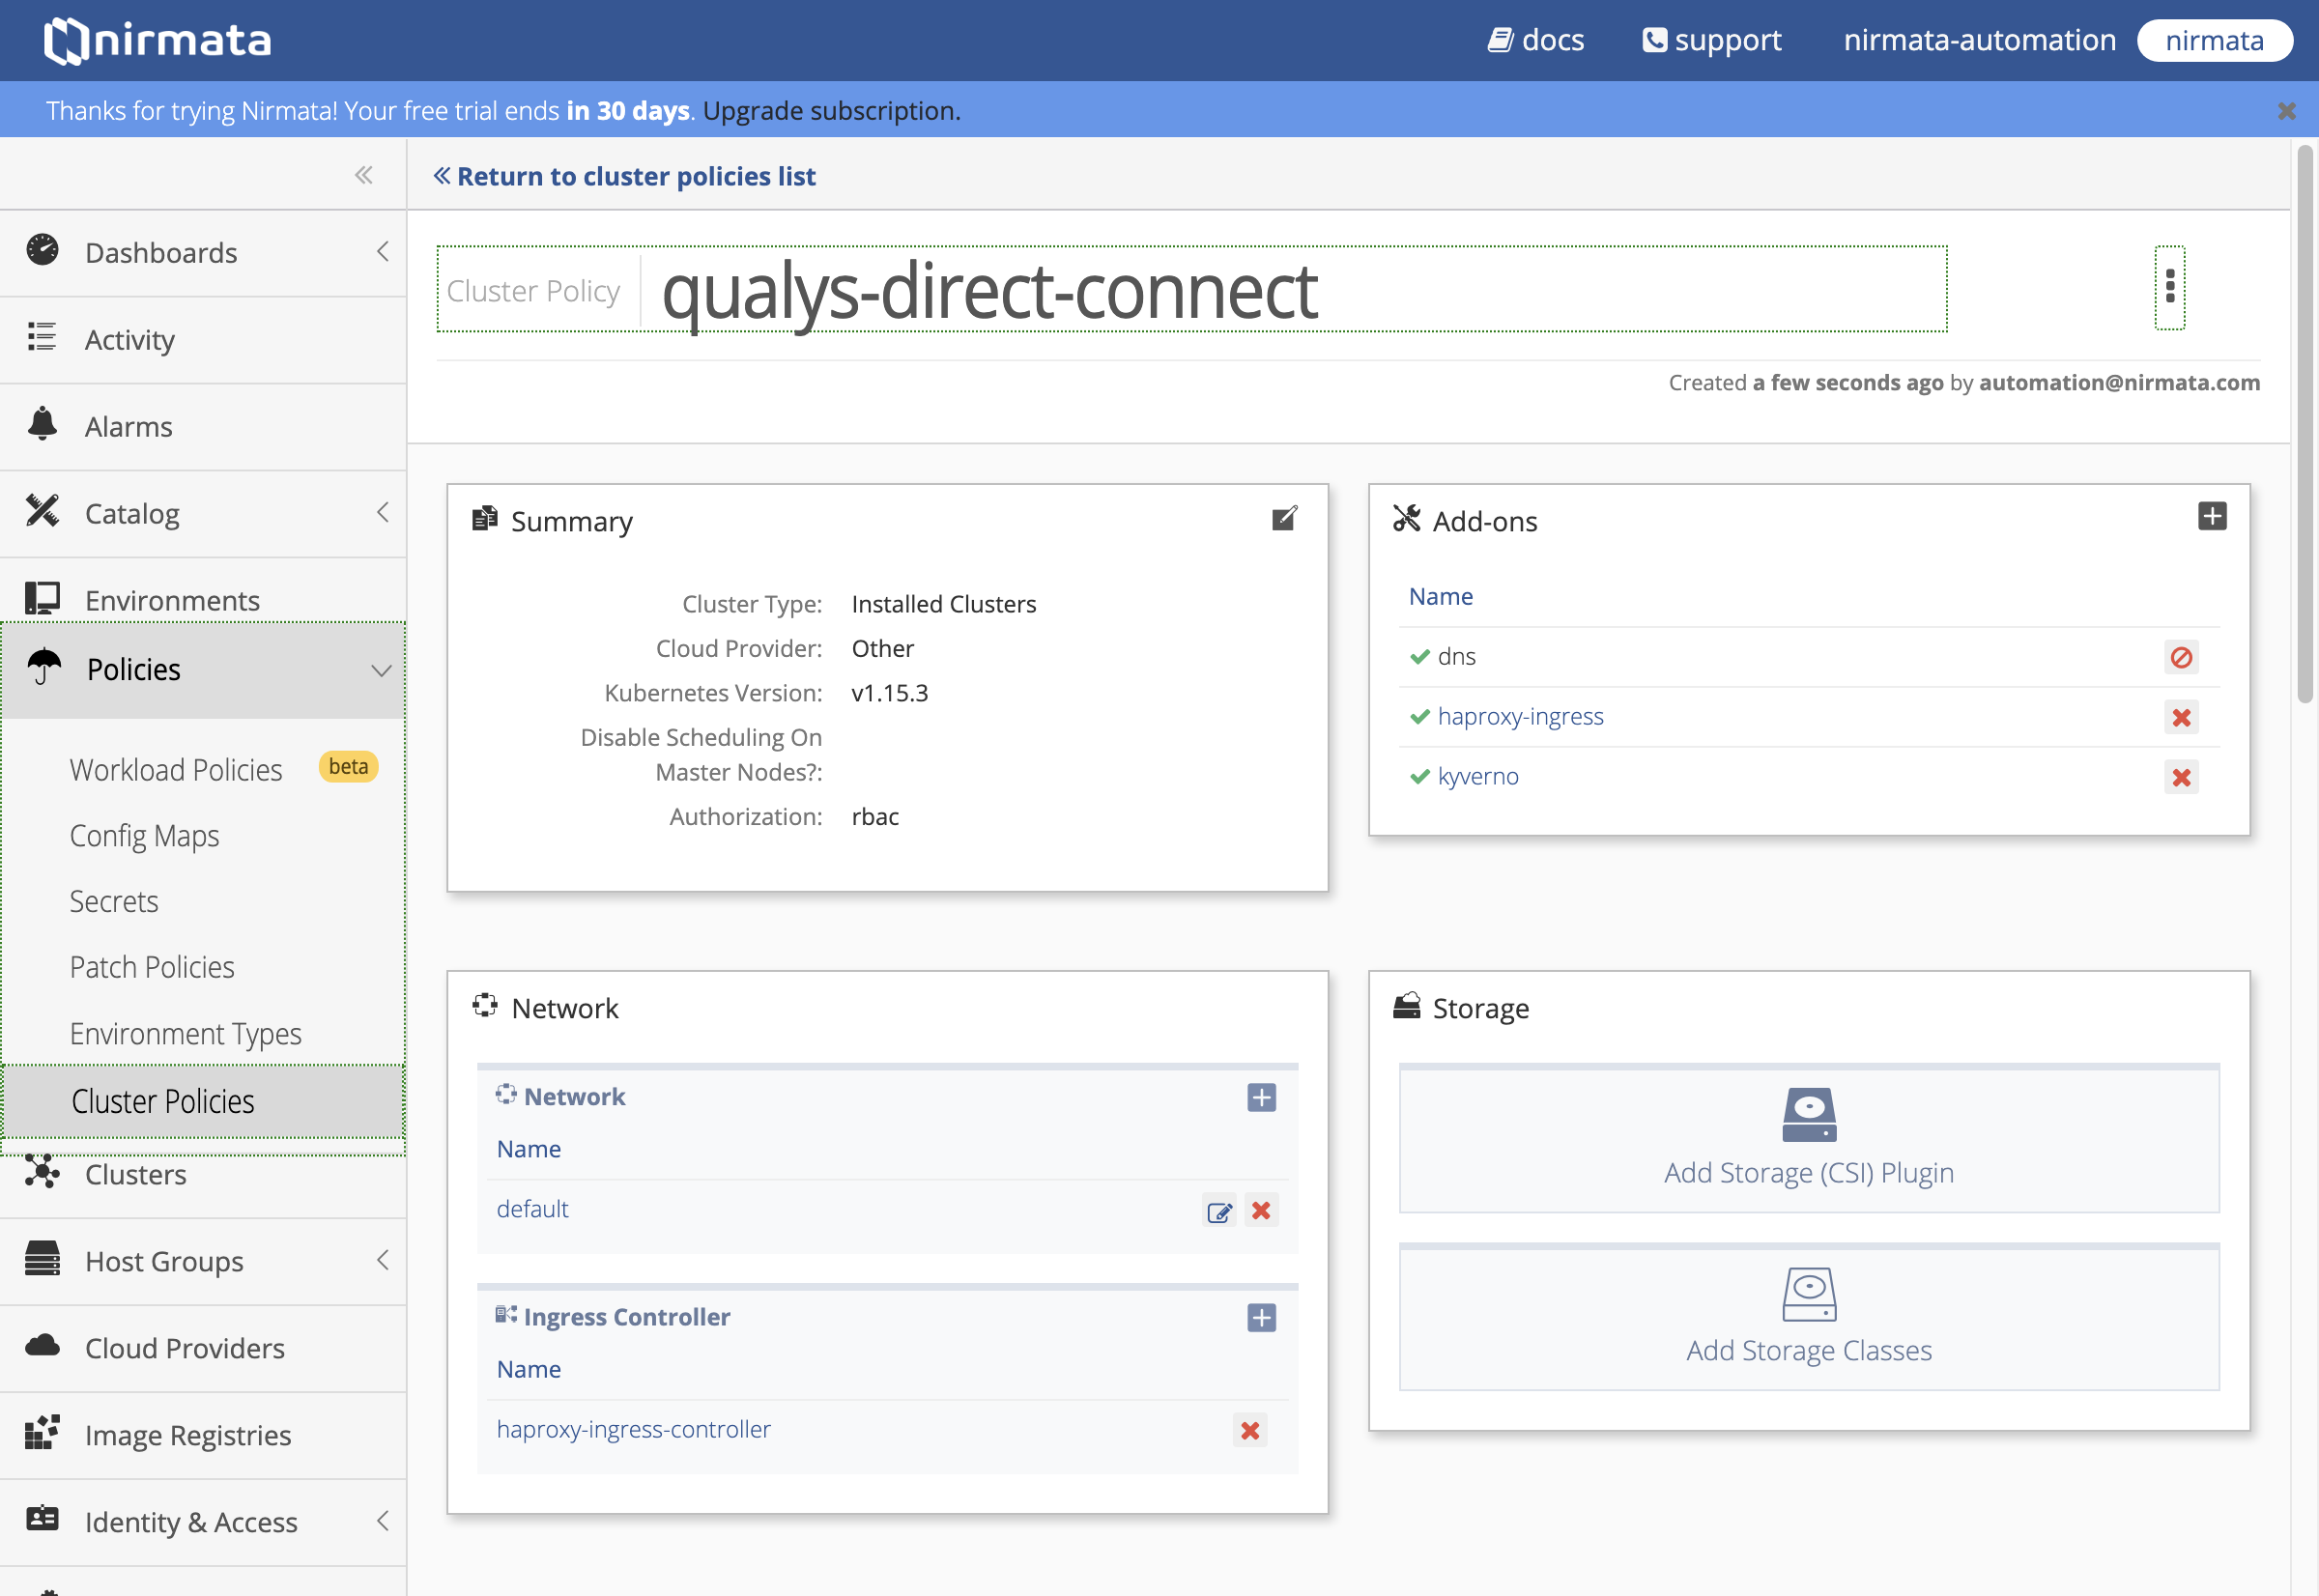 nirmata
docs
support
nirmata-automation
nirmata
Thanks for trying Nirmata! Your free trial ends in 30 days. Upgrade subscription.
Return to cluster policies list
Dashboards
Activity
Alarms
Catalog
Environments
Policies
Workload Policies beta
Config Maps
Secrets
Patch Policies
Environment Types
Cluster Policies
Clusters
Host Groups
Cloud Providers
Image Registries
Identity & Access
Cluster Policy
qualys-direct-connect
Created a few seconds ago by automation@nirmata.com
Summary
Cluster Type: Installed Clusters
Cloud Provider: Other
Kubernetes Version: v1.15.3
Disable Scheduling On
Master Nodes?:
Authorization: rbac
Add-ons
Name
dns
haproxy-ingress
kyverno
Network
Network
Name
default
Ingress Controller
Name
haproxy-ingress-controller
Storage
Add Storage (CSI) Plugin
Add Storage Classes